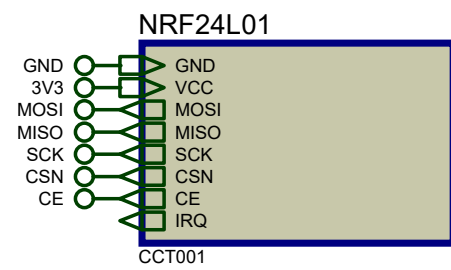 NRF24L01
GND GND
3V3 VCC
MOSI MOSI
MISO MISO
SCK SCK
CSN CSN
CE CE
IRQ
CCT001